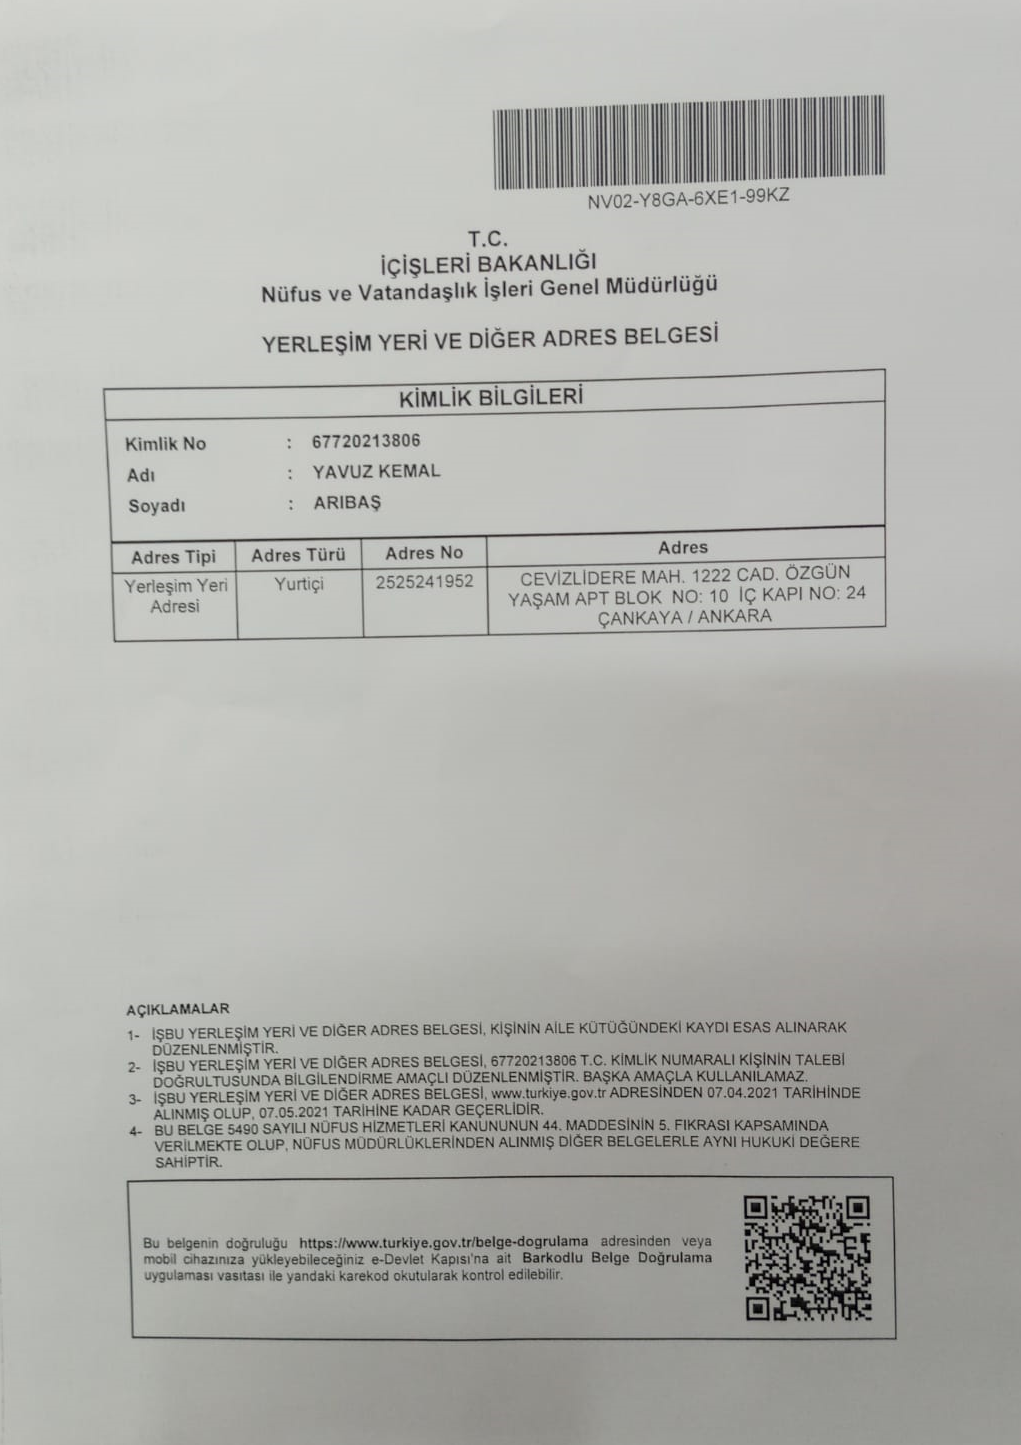 NV02-Y8GA-6XE1-99KZ
T.C.
İÇİŞLERİ BAKANLIĞI
Nüfus ve Vatandaşlık İşleri Genel Müdürlüğü
YERLEŞİM YERİ VE DİĞER ADRES BELGESİ
KİMLİK BİLGİLERİ
Kimlik No : 67720213806
Adı : YAVUZ KEMAL
Soyadı : ARIBAŞ
Adres Tipi Adres Türü Adres No Adres
Yerleşim Yeri Adresi Yurtiçi 2525241952 CEVİZLİDERE MAH. 1222 CAD. ÖZGÜN
YAŞAM APT BLOK NO: 10 İÇ KAPI NO: 24
ÇANKAYA / ANKARA
AÇIKLAMALAR
1- İŞBU YERLEŞİM YERİ VE DİĞER ADRES BELGESİ, KİŞİNİN AİLE KÜTÜĞÜNDEKİ KAYDI ESAS ALINARAK
DÜZENLENMİŞTİR.
2- İŞBU YERLEŞİM YERİ VE DİĞER ADRES BELGESİ, 67720213806 T.C. KİMLİK NUMARALI KİŞİNİN TALEBİ
DOĞRULTUSUNDA BİLGİLENDİRME AMAÇLI DÜZENLENMİŞTİR. BAŞKA AMAÇLA KULLANILAMAZ.
3- İŞBU YERLEŞİM YERİ VE DİĞER ADRES BELGESİ, www.turkiye.gov.tr ADRESİNDEN 07.04.2021 TARİHİNDE
ALINMIŞ OLUP, 07.05.2021 TARİHİNE KADAR GEÇERLİDİR.
4- BU BELGE 5490 SAYILI NÜFUS HİZMETLERİ KANUNUNUN 44. MADDESİNİN 5. FIKRASI KAPSAMINDA
VERİLMEKTE OLUP, NÜFUS MÜDÜRLÜKLERİNDEN ALINMIŞ DİĞER BELGELERLE AYNI HUKUKİ DEĞERE
SAHİPTİR.
Bu belgenin doğruluğu https://www.turkiye.gov.tr/belge-dogrulama adresinden veya
mobil cihazınıza yükleyebileceğiniz e-Devlet Kapısı'na ait Barkodlu Belge Doğrulama
uygulaması vasıtası ile yandaki karekod okutularak kontrol edilebilir.